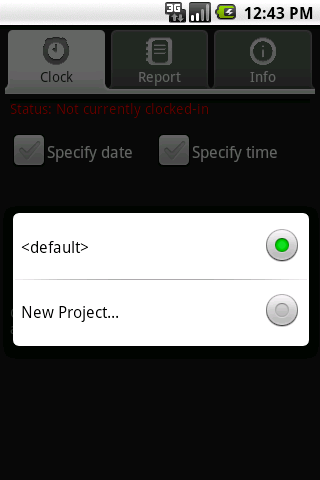 3G 12:43 PM
Clock Report Info
Status: Not currently clocked-in
Specify date Specify time
<default>
New Project...